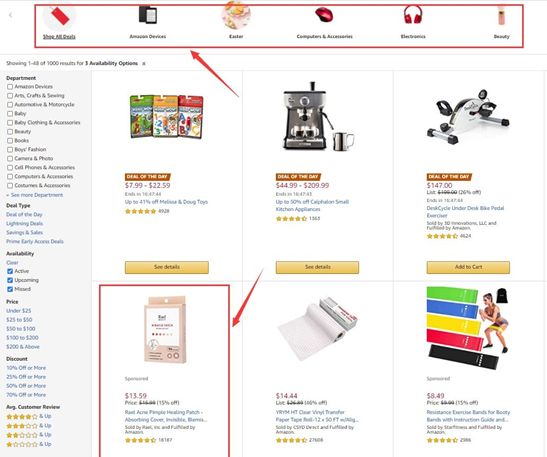 Shop All Deals
Amazon Devices
Easter
Computers & Accessories
Electronics
Beauty
Showing 1-48 of 1000 results for 3 Availability Options x
Department
Amazon Devices
Arts, Crafts & Sewing
Automotive & Motorcycle
Baby
Baby Clothing & Accessories
Beauty
Books
Boys' Fashion
Camera & Photo
Cell Phones & Accessories
Computers & Accessories
Costumes & Accessories
See more Department
Deal Type
Deal of the Day
Lightning Deals
Savings & Sales
Prime Early Access Deals
Availability
Clear
Active
Upcoming
Missed
Price
Under $25
$25 to $50
$50 to $100
$100 to $200
$200 & Above
Discount
10% Off or More
25% Off or More
50% Off or More
70% Off or More
Avg. Customer Review
& Up
& Up
& Up
& Up
DEAL OF THE DAY
$7.99 - $22.59
Ends in 16:47:44
Up to 41% off Melissa & Doug Toys
4928
See details
DEAL OF THE DAY
$44.99 - $209.99
Ends in 16:47:43
Up to 50% off Calphalon Small
Kitchen Appliances
1363
See details
DEAL OF THE DAY
$147.00
List: $199.00 (26% off)
Ends in 16:47:44
DeskCycle Under Desk Bike Pedal
Exerciser
Sold by 3D Innovations, LLC and
Fulfilled by Amazon.
4624
Add to Cart
Rael
MIRACLE PATCH
Sponsored
$13.59
Price: $15.99 (15% off)
Rael Acne Pimple Healing Patch -
Absorbing Cover, Invisible, Blemis...
Sold by Rael, Inc and Fulfilled by
Amazon.
18187
$14.44
List: $26.89 (46% off)
YRYM HT Clear Vinyl Transfer
Paper Tape Roll-12 x 50 FT w/Alig...
Sold by CSYD Direct and Fulfilled by
Amazon.
27608
Sponsored
$8.49
Price: $9.99 (15% off)
Resistance Exercise Bands for Booty
Bands with Instruction Guide and...
Sold by Starfitness and Fulfilled by
Amazon.
2986